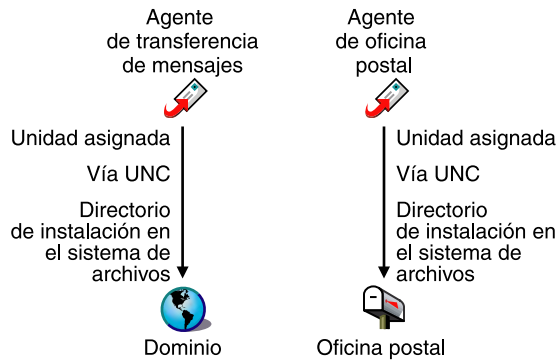 Agente
de transferencia
de mensajes
Agente
de oficina
postal
Unidad asignada
Vía UNC
Directorio
de instalación en
el sistema de
archivos
Unidad asignada
Vía UNC
Directorio
de instalación en
el sistema de
archivos
Dominio
Oficina postal